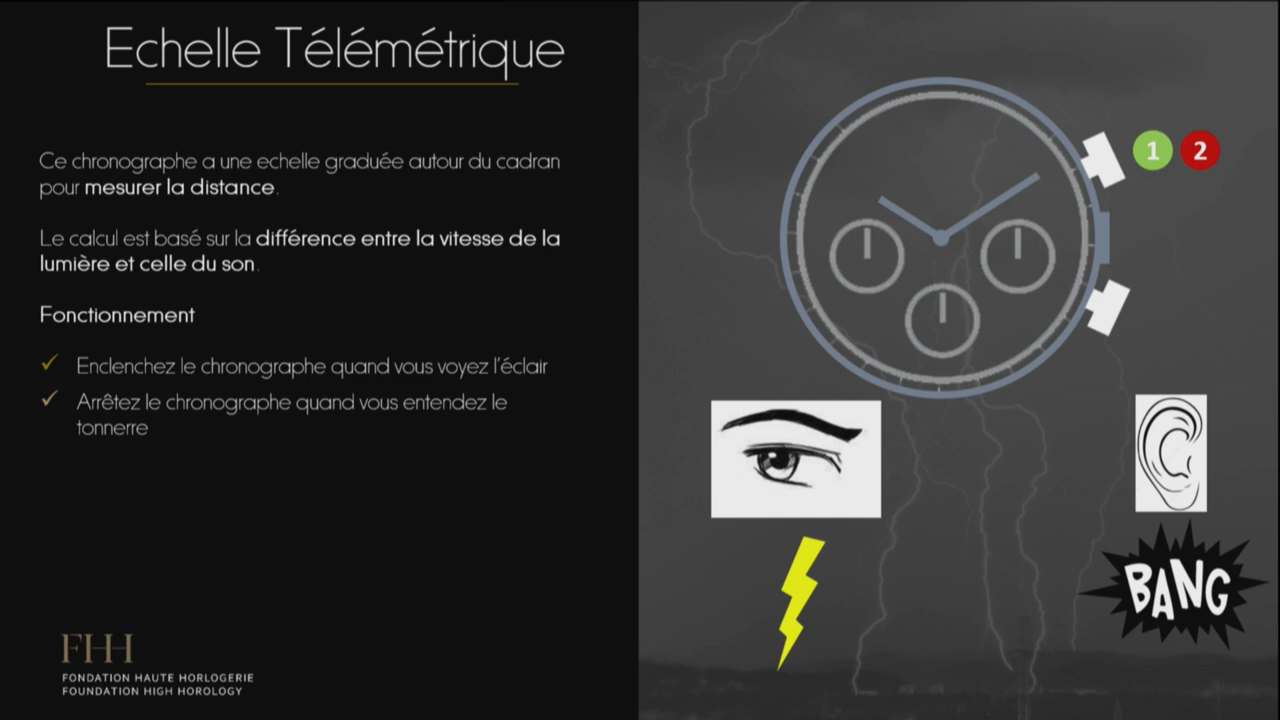 Echelle Télémétrique
Ce chronographe a une echelle graduée autour du cadran
pour mesurer la distance.
Le calcul est basé sur la différence entre la vitesse de la
lumière et celle du son.
Fonctionnement
Enclenchez le chronographe quand vous voyez l'éclair
Arrêtez le chronographe quand vous entendez le
tonnerre
FHH
FONDATION HAUTE HORLOGERIE
FOUNDATION HIGH HOROLOGY
1 2
BANG